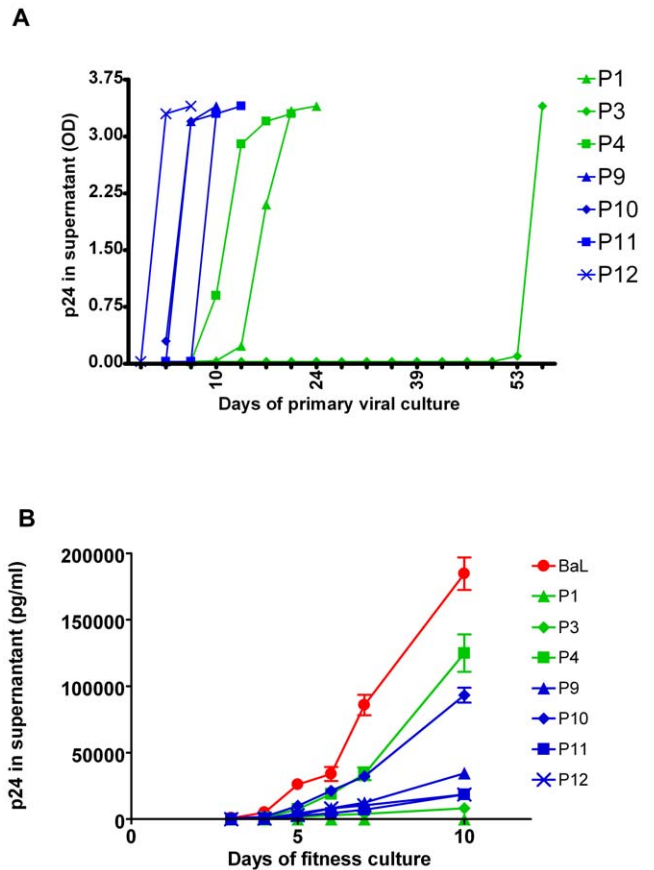 A
3.75
3.00
2.25
1.50
0.75
0.00
p24 in supernatant (OD)
10
24
39
53
Days of primary viral culture
P1
P3
P4
P9
P10
P11
P12
B
200000
150000
100000
50000
0
p24 in supernantant (pg/ml)
0
5
10
Days of fitness culture
BaL
P1
P3
P4
P9
P10
P11
P12